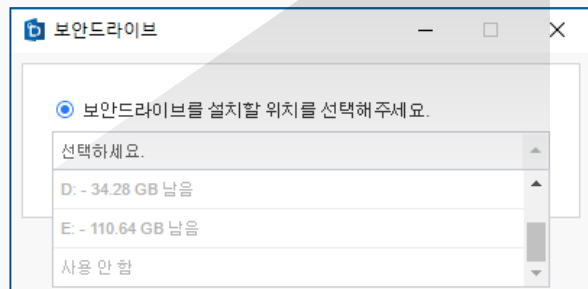 보안드라이브
보안드라이브를 설치할 위치를 선택해주세요.
선택하세요.
D: - 34.28 GB 남음
E: - 110.64 GB 남음
사용 안 함